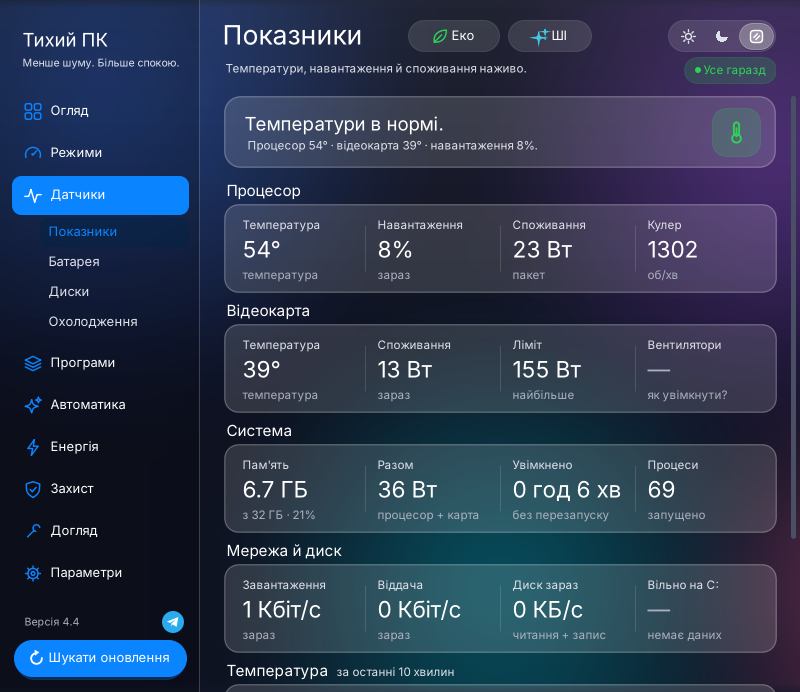 Тихий ПК
Менше шуму. Більше спокою.
Огляд
Режими
Датчики
Показники
Батарея
Диски
Охолодження
Програми
Автоматика
Енергія
Захист
Догляд
Параметри
Версія 4.4
Шукати оновлення
Показники
Еко
ШІ
Температури, навантаження й споживання наживо.
Усе гаразд
Температури в нормі.
Процесор 54° · відеокарта 39° · навантаження 8%.
Процесор
Температура Навантаження Споживання Кулер
54° 8% 23 Вт 1302
температура зараз пакет об/хв
Відеокарта
Температура Споживання Ліміт Вентилятори
39° 13 Вт 155 Вт —
температура зараз найбільше як увімкнути?
Система
Пам'ять Разом Увімкнено Процеси
6.7 ГБ 36 Вт 0 год 6 хв 69
з 32 ГБ · 21% процесор + карта без перезапуску запущено
Мережа й диск
Завантаження Віддача Диск зараз Вільно на C:
1 Кбіт/с 0 Кбіт/с 0 КБ/с —
зараз зараз читання + запис немає даних
Температура за останні 10 хвилин